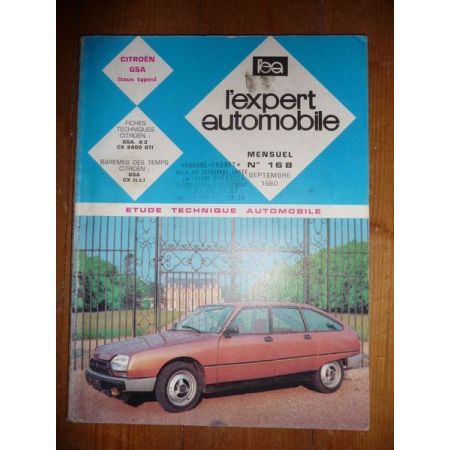 CITROËN
GSA
(tous types)
l'ea
l'expert
automobile
FICHES
TECHNIQUES
CITROËN :
GSA. X3
CX 2400 GTI
BAREMES DES TEMPS
CITROËN :
GSA
CX (t.t.)
MENSUEL
N° 168
SEPTEMBRE
1980
ETUDE TECHNIQUE AUTOMOBILE